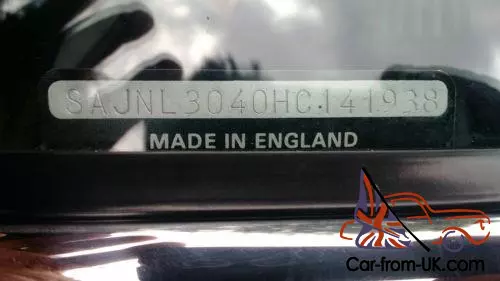 SAJNL3040HC141938
MADE IN ENGLAND
Car-from-UK.com